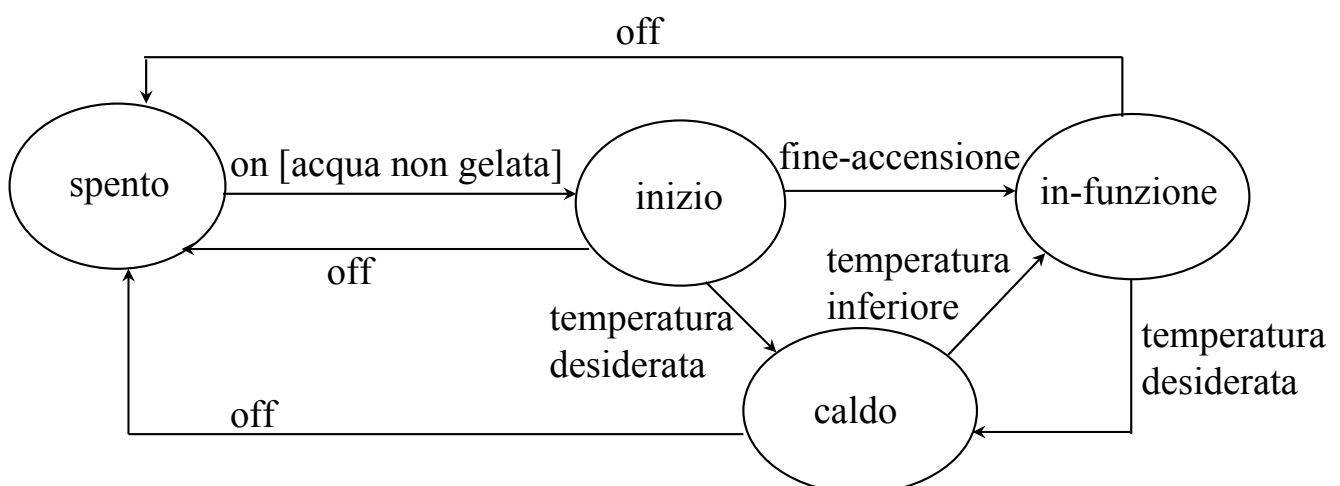 off
on [acqua non gelata]
fine-accensione
spento
inizio
in-funzione
off
temperatura
inferiore
temperatura
desiderata
temperatura
desiderata
off
caldo